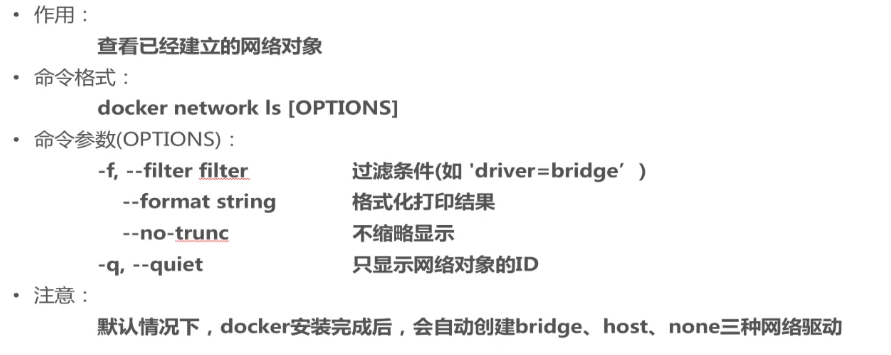 • 作用：
查看已经建立的网络对象
• 命令格式：
docker network ls [OPTIONS]
• 命令参数(OPTIONS)：
-f, --filter filter 过滤条件(如 'driver=bridge’)
--format string 格式化打印结果
--no-trunc 不缩略显示
-q, --quiet 只显示网络对象的ID
• 注意：
默认情况下，docker安装完成后，会自动创建bridge、host、none三种网络驱动